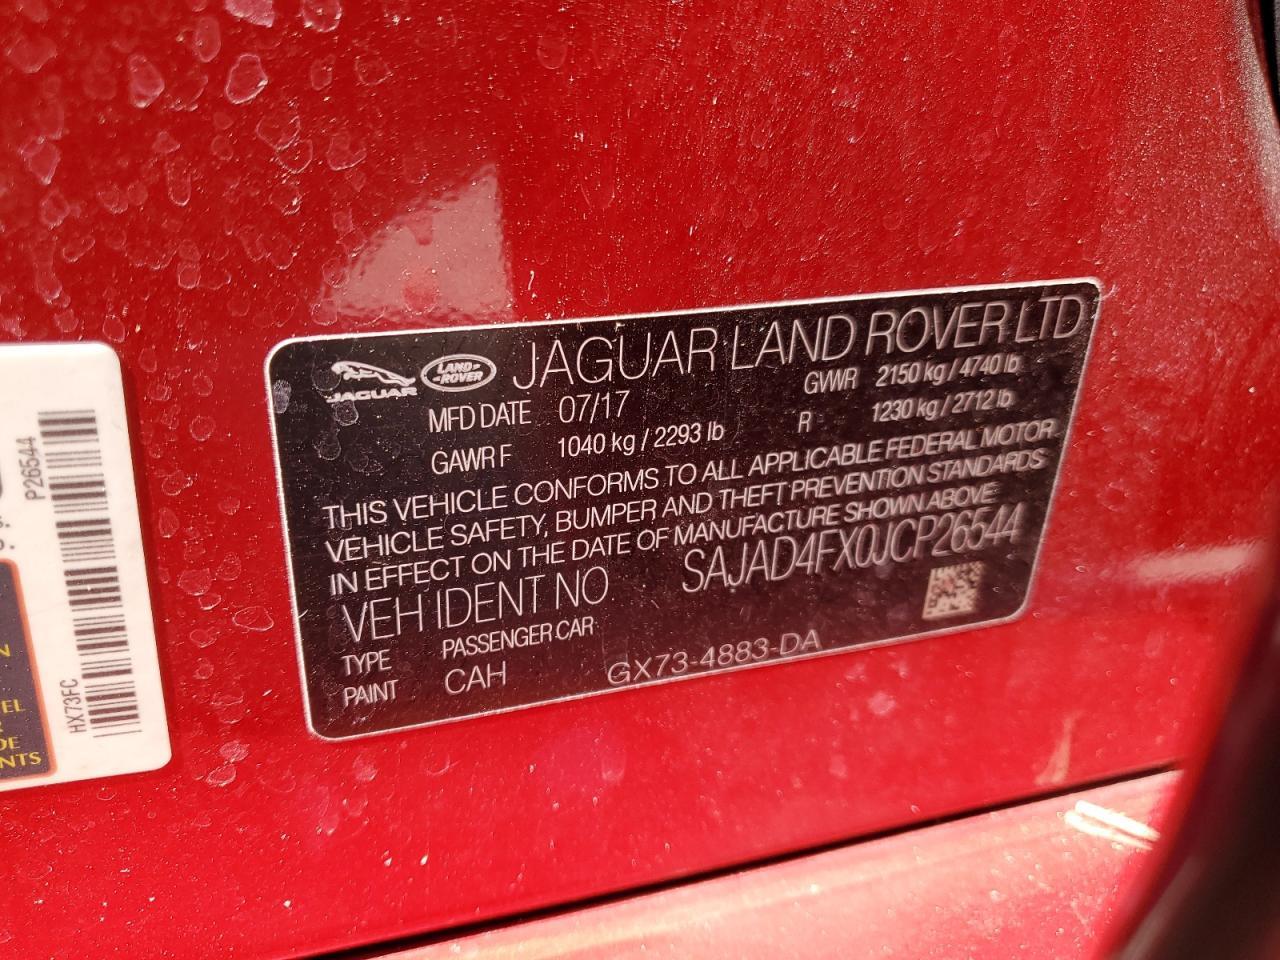 JAGUAR LAND-ROVER JAGUAR LAND ROVER LTD
MFD DATE 07/17 GVWR 2150 kg / 4740 lb
GAWR F 1040 kg / 2293 lb R 1230 kg / 2712 lb
THIS VEHICLE CONFORMS TO ALL APPLICABLE FEDERAL MOTOR
VEHICLE SAFETY, BUMPER AND THEFT PREVENTION STANDARDS
IN EFFECT ON THE DATE OF MANUFACTURE SHOWN ABOVE
VEH IDENT NO SAJAD4FX0JCP26544
TYPE PASSENGER CAR
PAINT CAH GX73-4883-DA
P26544
HX73FC
NTS